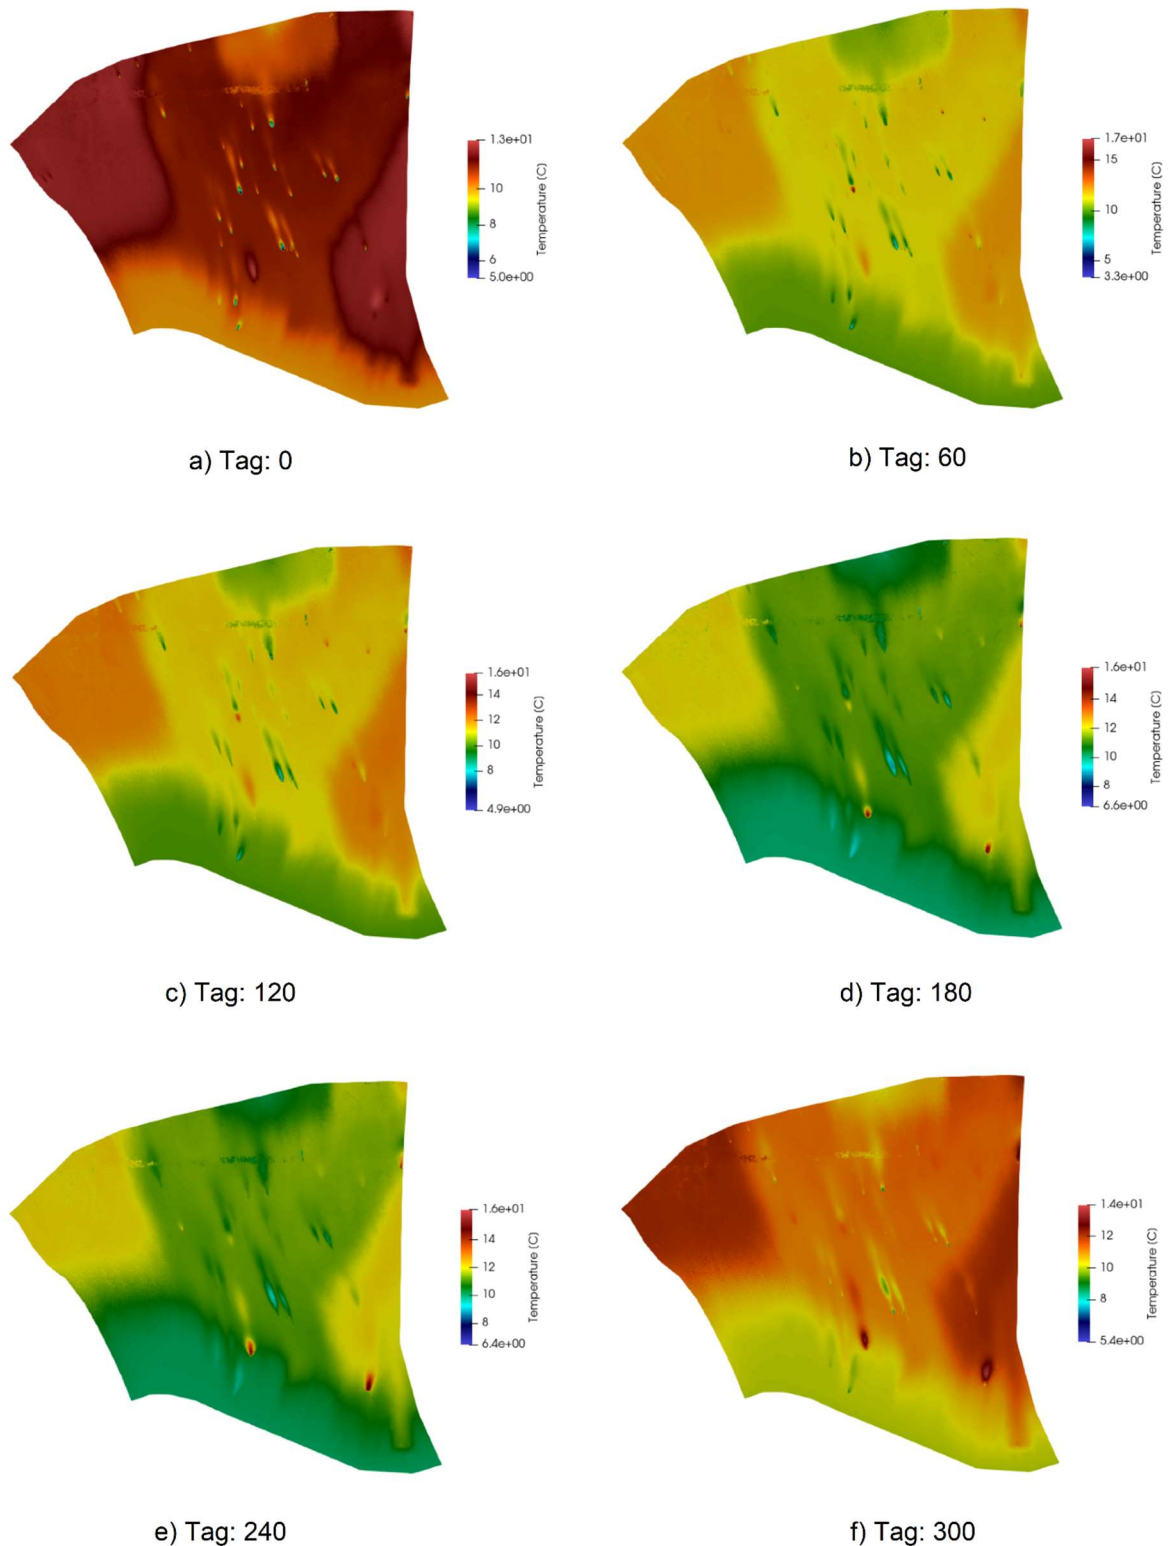 1.3e+01
10
8
6
5.0e+00
Temperature (C)
a) Tag: 0
1.7e+01
15
10
5
3.3e+00
Temperature (C)
b) Tag: 60
1.6e+01
14
12
10
8
4.9e+00
Temperature (C)
c) Tag: 120
1.6e+01
14
12
10
8
6.6e+00
Temperature (C)
d) Tag: 180
1.6e+01
14
12
10
8
6.4e+00
Temperature (C)
e) Tag: 240
1.4e+01
12
10
8
5.4e+00
Temperature (C)
f) Tag: 300